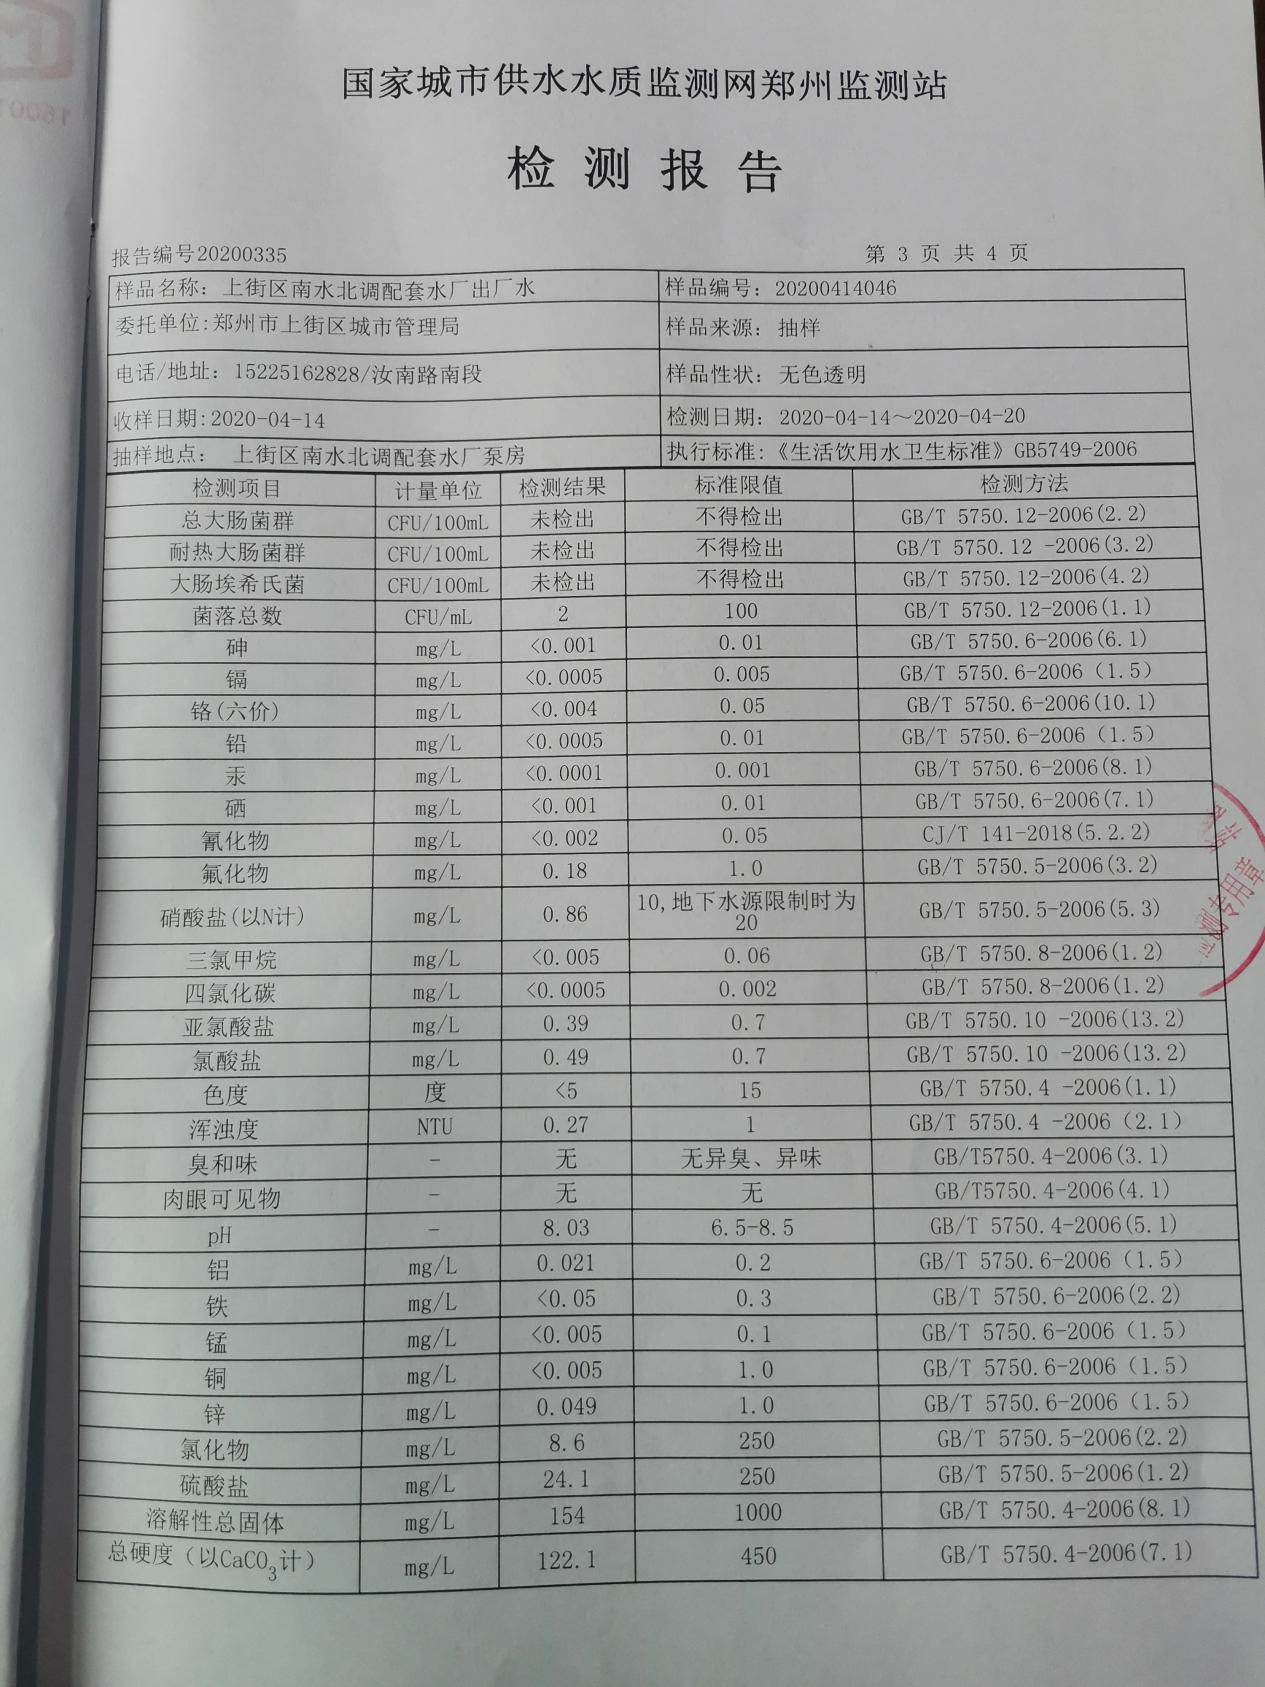 国家城市供水水质监测网郑州监测站
检测报告
报告编号20200335 第 3 页 共 4 页
样品名称：上街区南水北调配套水厂出厂水 样品编号：20200414046
委托单位:郑州市上街区城市管理局 样品来源：抽样
电话/地址：15225162828/汝南路南段 样品性状：无色透明
收样日期:2020-04-14 检测日期：2020-04-14～2020-04-20
抽样地点： 上街区南水北调配套水厂泵房 执行标准:《生活饮用水卫生标准》GB5749-2006
检测项目 计量单位 检测结果 标准限值 检测方法
总大肠菌群 CFU/100mL 未检出 不得检出 GB/T 5750.12-2006(2.2)
耐热大肠菌群 CFU/100mL 未检出 不得检出 GB/T 5750.12 -2006(3.2)
大肠埃希氏菌 CFU/100mL 未检出 不得检出 GB/T 5750.12-2006(4.2)
菌落总数 CFU/mL 2 100 GB/T 5750.12-2006(1.1)
砷 mg/L <0.001 0.01 GB/T 5750.6-2006(6.1)
镉 mg/L <0.0005 0.005 GB/T 5750.6-2006（1.5）
铬(六价) mg/L <0.004 0.05 GB/T 5750.6-2006(10.1)
铅 mg/L <0.0005 0.01 GB/T 5750.6-2006（1.5）
汞 mg/L <0.0001 0.001 GB/T 5750.6-2006(8.1)
硒 mg/L <0.001 0.01 GB/T 5750.6-2006(7.1)
氰化物 mg/L <0.002 0.05 CJ/T 141-2018(5.2.2)
氟化物 mg/L 0.18 1.0 GB/T 5750.5-2006(3.2)
硝酸盐(以N计) mg/L 0.86 10,地下水源限制时为20 GB/T 5750.5-2006(5.3)
三氯甲烷 mg/L <0.005 0.06 GB/T 5750.8-2006(1.2)
四氯化碳 mg/L <0.0005 0.002 GB/T 5750.8-2006(1.2)
亚氯酸盐 mg/L 0.39 0.7 GB/T 5750.10 -2006(13.2)
氯酸盐 mg/L 0.49 0.7 GB/T 5750.10 -2006(13.2)
色度 度 <5 15 GB/T 5750.4 -2006(1.1)
浑浊度 NTU 0.27 1 GB/T 5750.4 -2006（2.1）
臭和味 - 无 无异臭、异味 GB/T5750.4-2006(3.1)
肉眼可见物 - 无 无 GB/T5750.4-2006(4.1)
pH - 8.03 6.5-8.5 GB/T 5750.4-2006(5.1)
铝 mg/L 0.021 0.2 GB/T 5750.6-2006（1.5）
铁 mg/L <0.05 0.3 GB/T 5750.6-2006(2.2)
锰 mg/L <0.005 0.1 GB/T 5750.6-2006（1.5）
铜 mg/L <0.005 1.0 GB/T 5750.6-2006（1.5）
锌 mg/L 0.049 1.0 GB/T 5750.6-2006（1.5）
氯化物 mg/L 8.6 250 GB/T 5750.5-2006(2.2)
硫酸盐 mg/L 24.1 250 GB/T 5750.5-2006(1.2)
溶解性总固体 mg/L 154 1000 GB/T 5750.4-2006(8.1)
总硬度（以CaCO3计） mg/L 122.1 450 GB/T 5750.4-2006(7.1)
测专用章